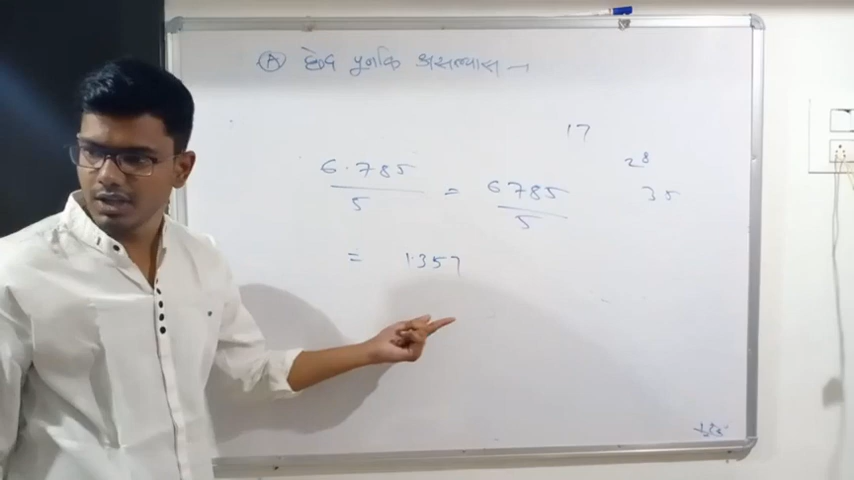 (A) छेद पूर्णांक असल्यास →
17
6.785 / 5 = 6785 / 5
28
35
= 1.357